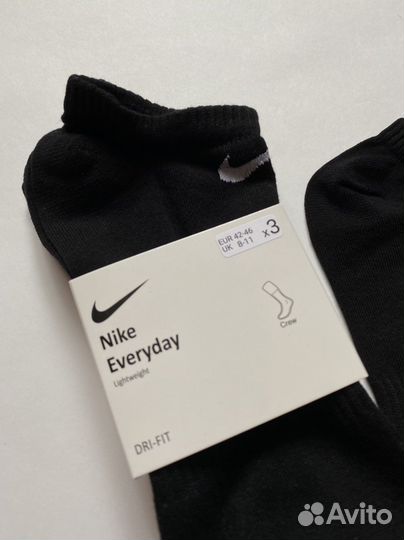 EUR 42-46
UK 8-11
x3
Nike
Everyday
Lightweight
Crew
DRI-FIT
Avito